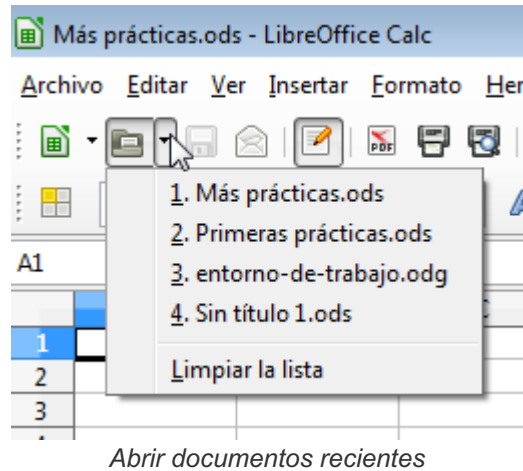 Más prácticas.ods - LibreOffice Calc
Archivo Editar Ver Insertar Formato
PDF
1. Más prácticas.ods
2. Primeras prácticas.ods
3. entorno-de-trabajo.odg
4. Sin título 1.ods
Limpiar la lista
A1
1
2
3
Abrir documentos recientes